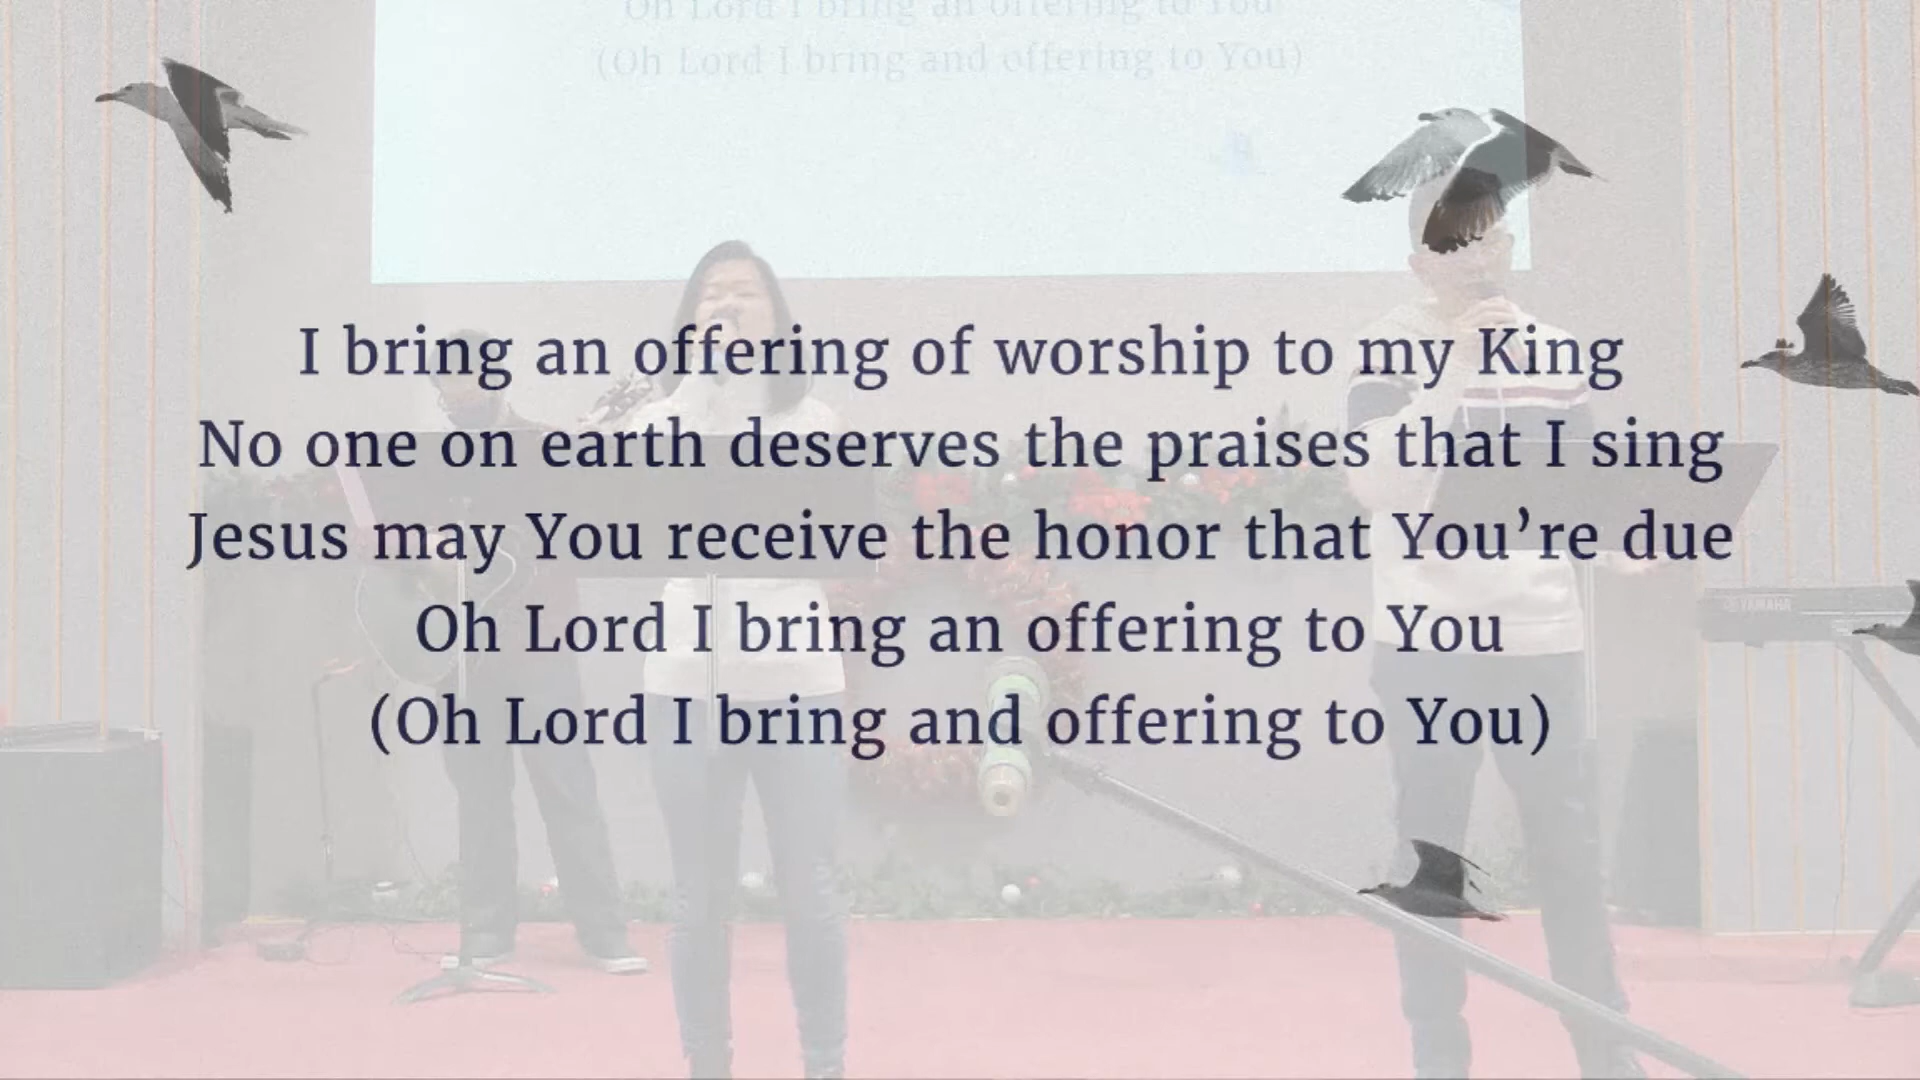 Oh Lord I bring an offering to You
(Oh Lord I bring and offering to You)
I bring an offering of worship to my King
No one on earth deserves the praises that I sing
Jesus may You receive the honor that You’re due
Oh Lord I bring an offering to You
(Oh Lord I bring and offering to You)
YAMAHA